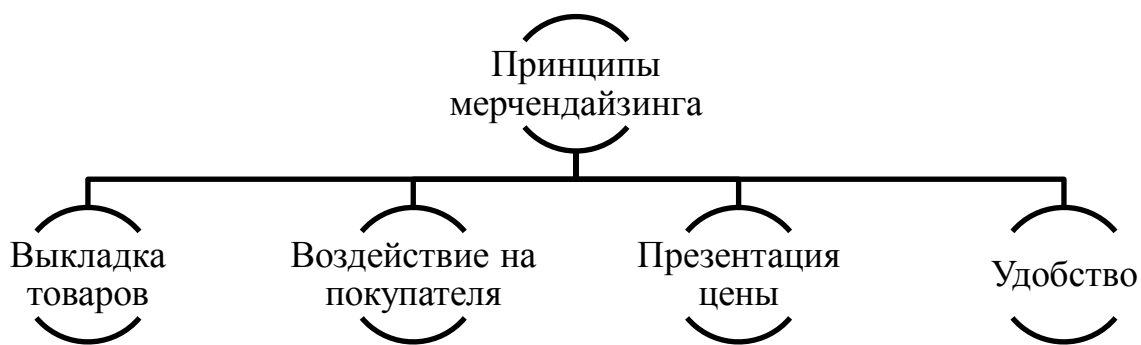 Принципы
мерчендайзинга
Выкладка
товаров
Воздействие на
покупателя
Презентация
цены
Удобство